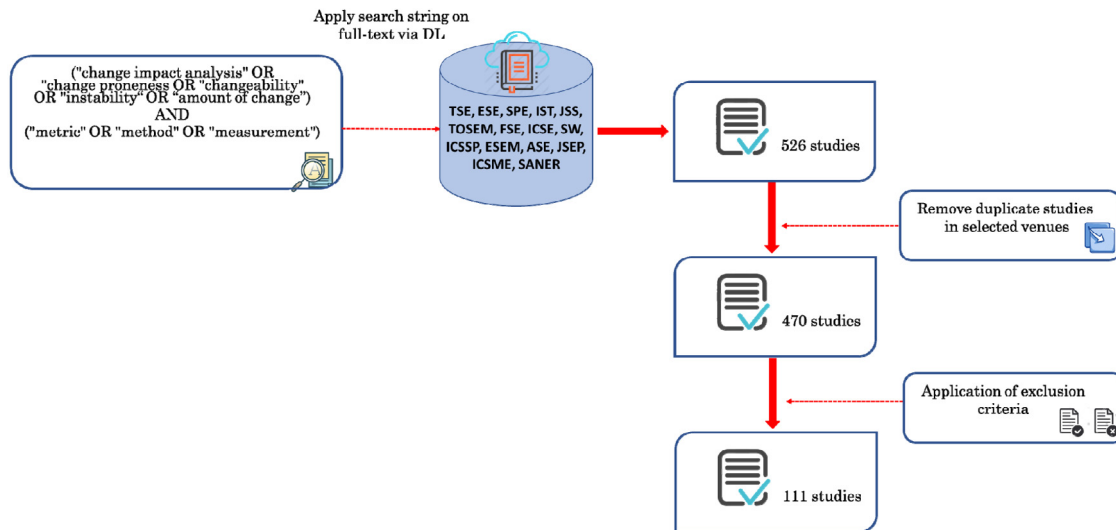 Apply search string on
full-text via DL
("change impact analysis" OR
"change proneness OR "changeability"
OR "instability" OR "amount of change")
AND
("metric" OR "method" OR "measurement")
TSE, ESE, SPE, IST, JSS,
TOSEM, FSE, ICSE, SW,
ICSSP, ESEM, ASE, JSEP,
ICSME, SANER
526 studies
Remove duplicate studies
in selected venues
470 studies
Application of exclusion
criteria
111 studies